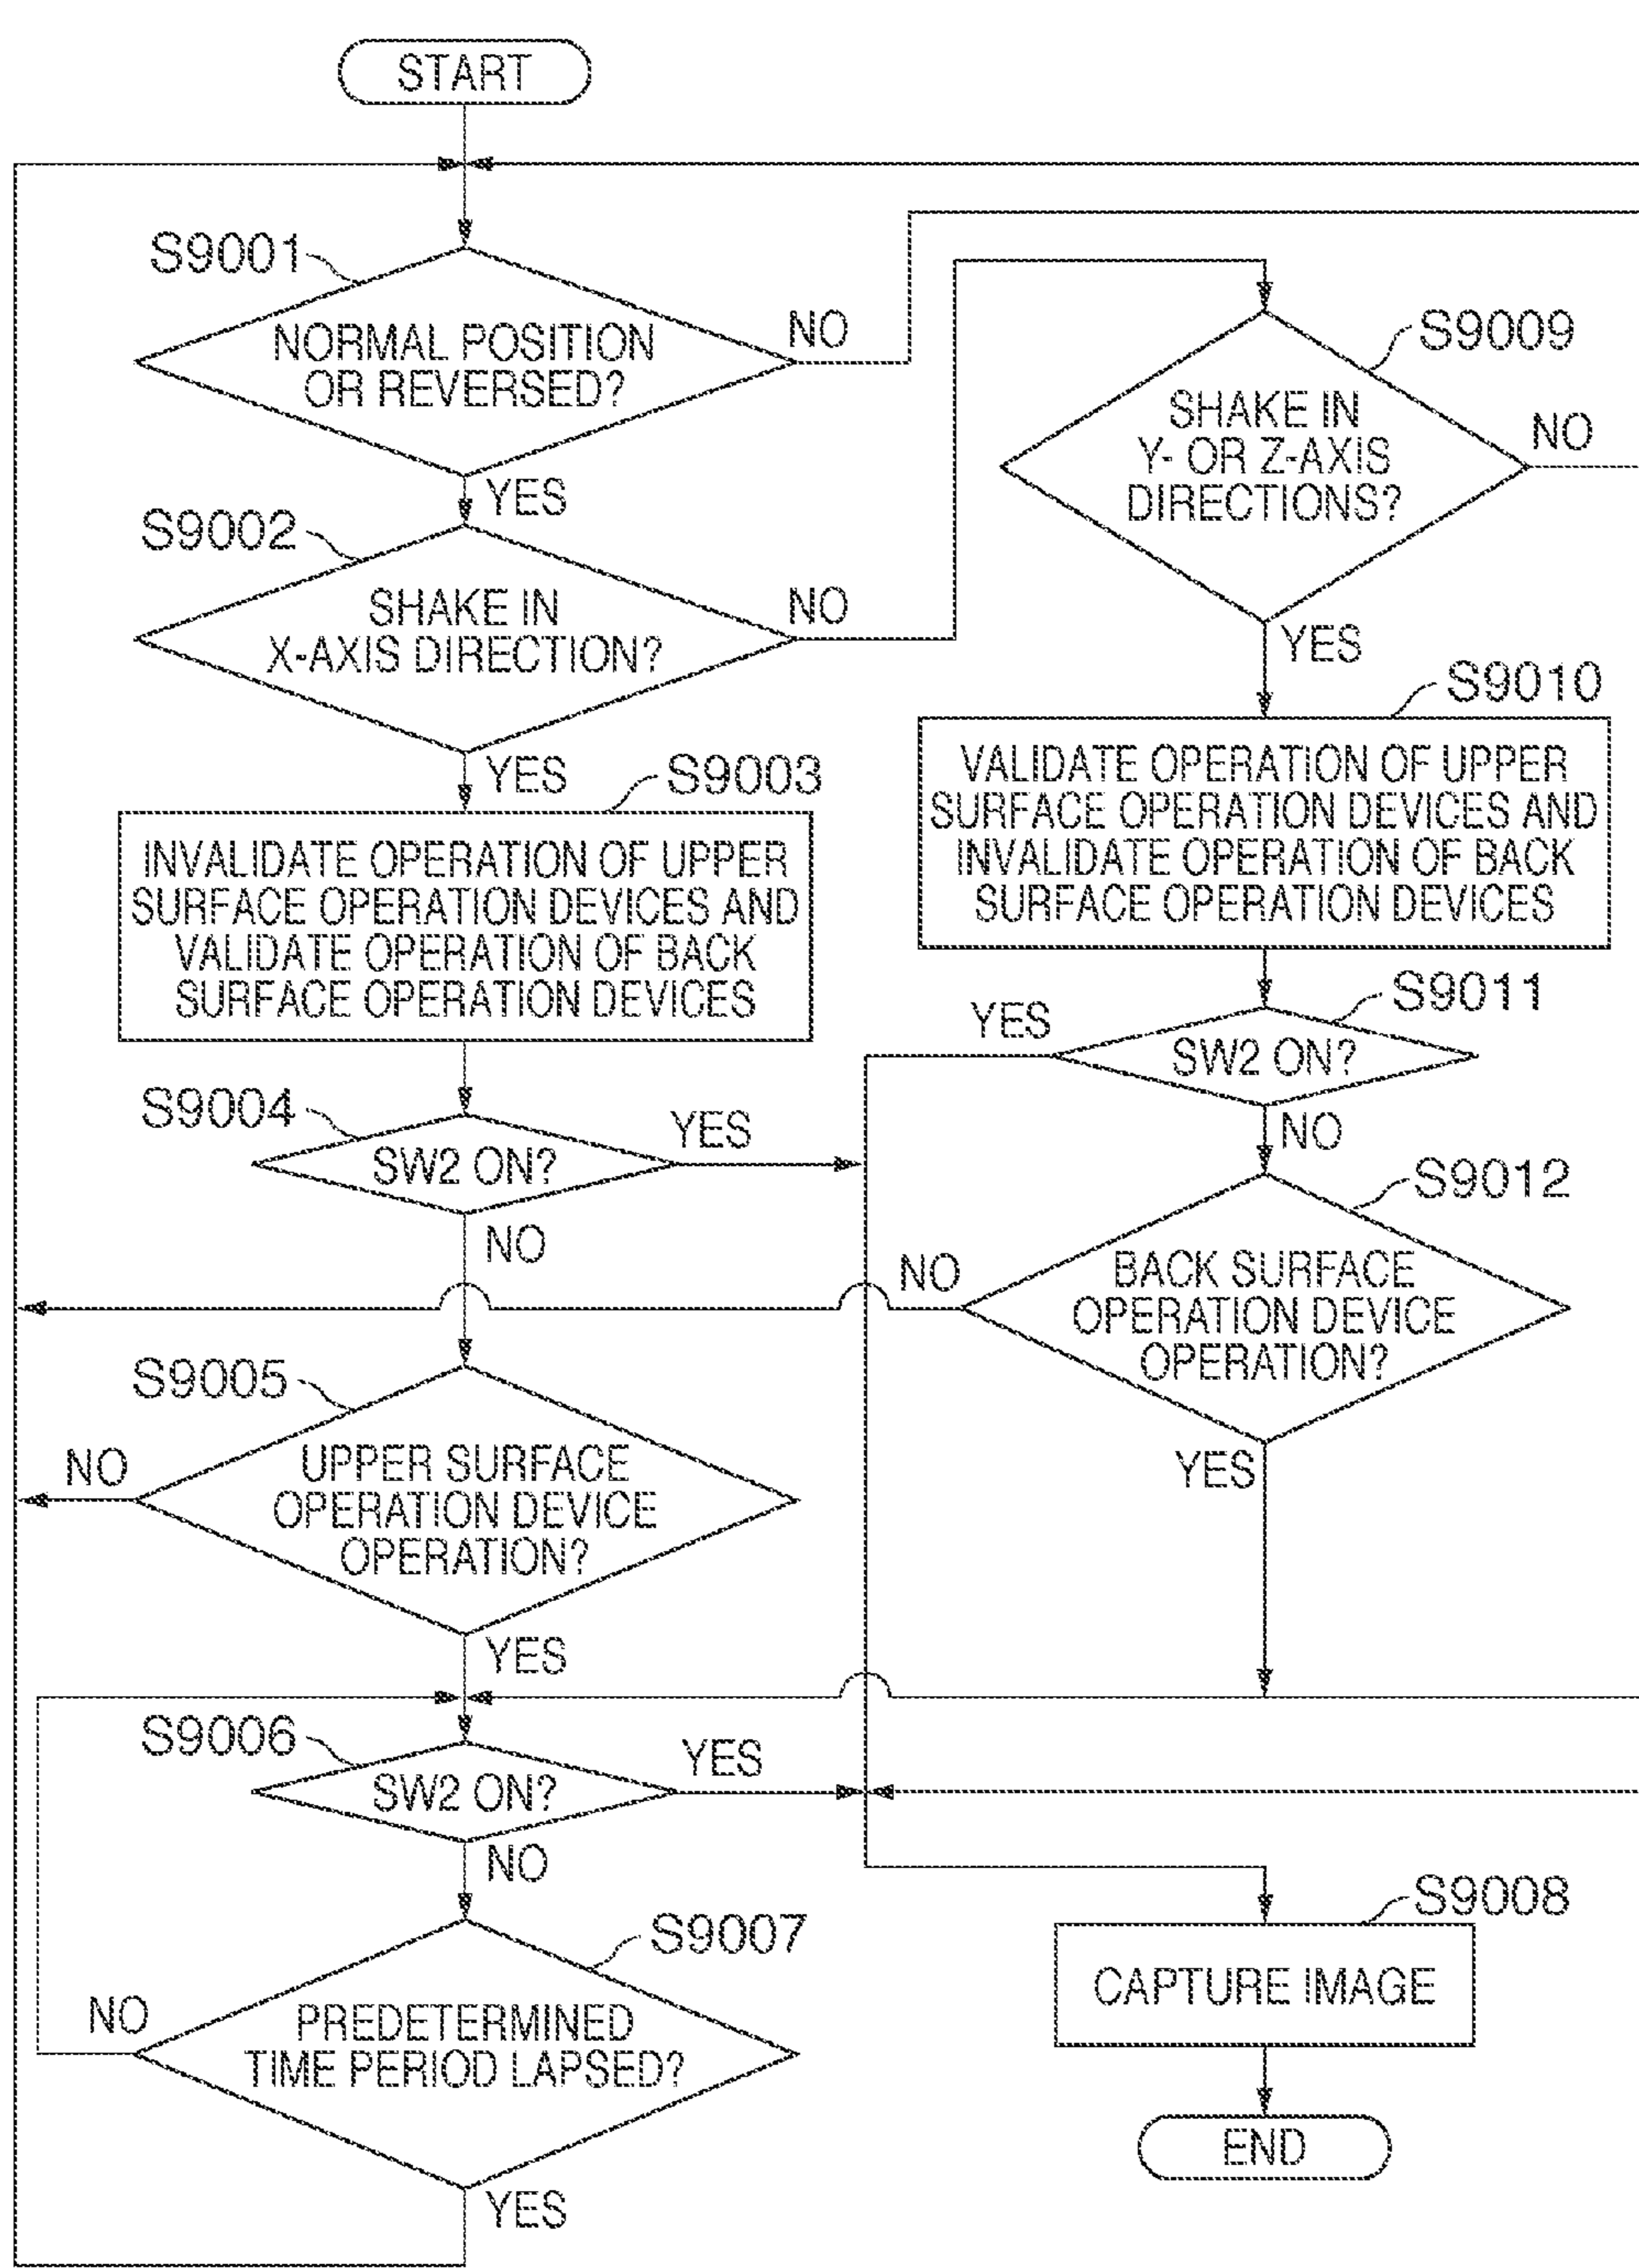 START
S9001
NORMAL POSITION
OR REVERSED?
NO
YES
S9002
SHAKE IN
X-AXIS DIRECTION?
NO
YES
S9003
INVALIDATE OPERATION OF UPPER
SURFACE OPERATION DEVICES AND
VALIDATE OPERATION OF BACK
SURFACE OPERATION DEVICES
S9004
SW2 ON?
YES
NO
S9005
UPPER SURFACE
OPERATION DEVICE
OPERATION?
NO
YES
S9006
SW2 ON?
YES
NO
S9007
PREDETERMINED
TIME PERIOD LAPSED?
NO
YES
S9009
SHAKE IN
Y- OR Z-AXIS
DIRECTIONS?
NO
YES
S9010
VALIDATE OPERATION OF UPPER
SURFACE OPERATION DEVICES AND
INVALIDATE OPERATION OF BACK
SURFACE OPERATION DEVICES
S9011
SW2 ON?
YES
NO
S9012
BACK SURFACE
OPERATION DEVICE
OPERATION?
NO
YES
S9008
CAPTURE IMAGE
END